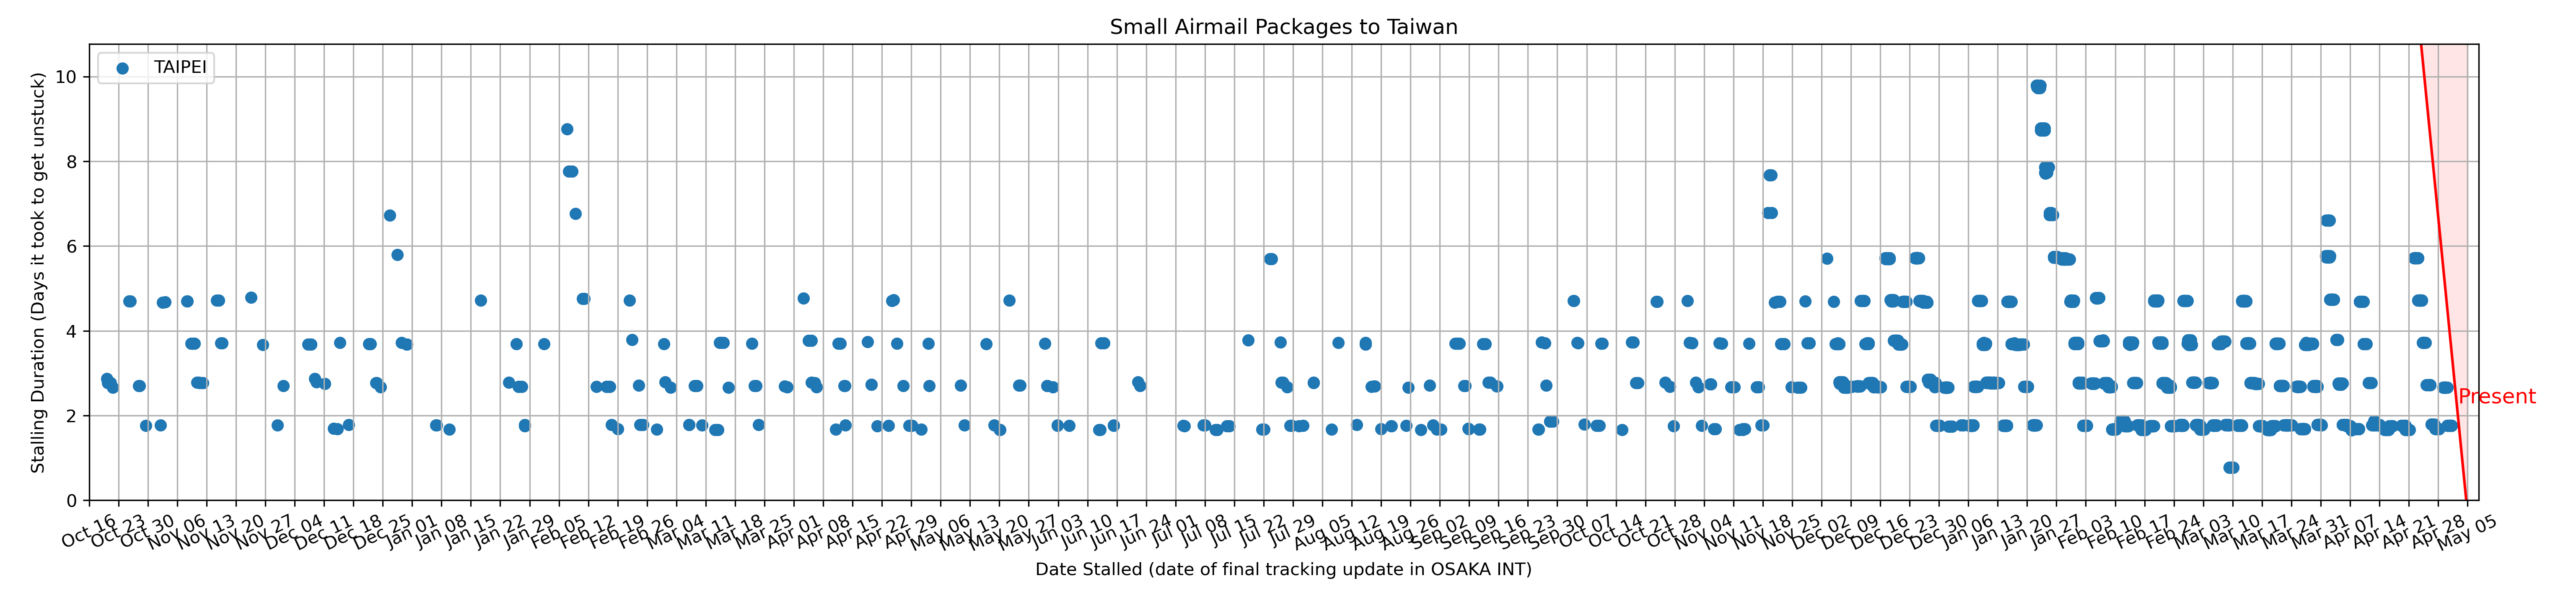 Small Airmail Packages to Taiwan
TAIPEI
Stalling Duration (Days it took to get unstuck)
10
8
6
4
2
0
Present
Oct 16
Oct 23
Oct 30
Nov 06
Nov 13
Nov 20
Nov 27
Dec 04
Dec 11
Dec 18
Dec 25
Jan 01
Jan 08
Jan 15
Jan 22
Jan 29
Feb 05
Feb 12
Feb 19
Feb 26
Mar 04
Mar 11
Mar 18
Mar 25
Apr 01
Apr 08
Apr 15
Apr 22
Apr 29
May 06
May 13
May 20
May 27
Jun 03
Jun 10
Jun 17
Jun 24
Jul 01
Jul 08
Jul 15
Jul 22
Jul 29
Aug 05
Aug 12
Aug 19
Aug 26
Sep 02
Sep 09
Sep 16
Sep 23
Sep 30
Oct 07
Oct 14
Oct 21
Oct 28
Nov 04
Nov 11
Nov 18
Nov 25
Dec 02
Dec 09
Dec 16
Dec 23
Dec 30
Jan 06
Jan 13
Jan 20
Jan 27
Feb 03
Feb 10
Feb 17
Feb 24
Mar 03
Mar 10
Mar 17
Mar 24
Mar 31
Apr 07
Apr 14
Apr 21
Apr 28
May 05
Date Stalled (date of final tracking update in OSAKA INT)